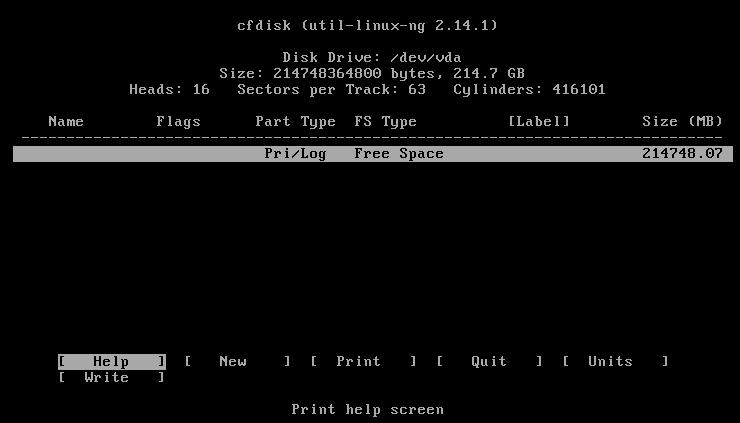 cfdisk (util-linux-ng 2.14.1)
Disk Drive: /dev/vda
Size: 214748364800 bytes, 214.7 GB
Heads: 16   Sectors per Track: 63   Cylinders: 416101
Name        Flags      Part Type  FS Type          [Label]        Size (MB)
------------------------------------------------------------------------------
Pri/Log   Free Space                      214748.07
[   Help   ]  [   New    ]  [  Print   ]  [   Quit   ]  [  Units   ]
[  Write   ]
Print help screen